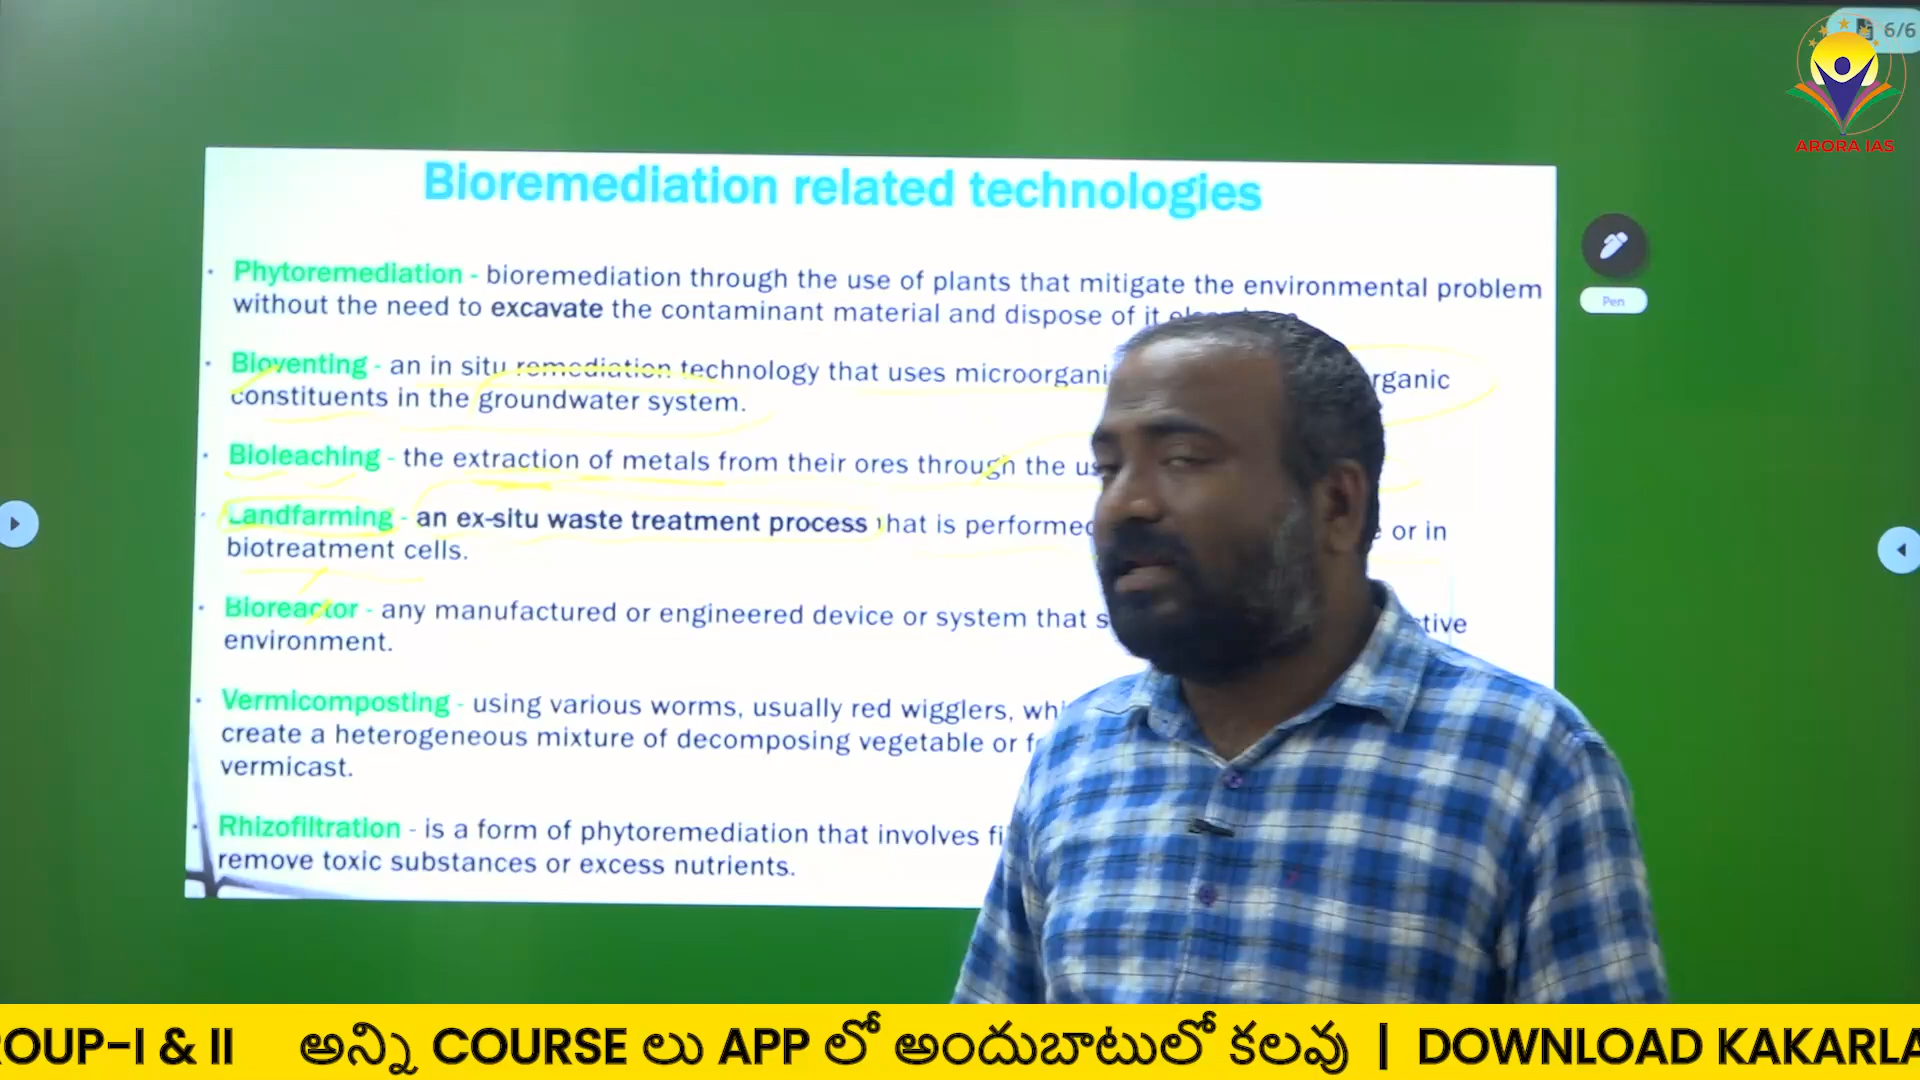 6/6
ARORA IAS
Bioremediation related technologies
Pen
• Phytoremediation - bioremediation through the use of plants that mitigate the environmental problem
without the need to excavate the contaminant material and dispose of it
• Bioventing - an in situ remediation technology that uses rganic
constituents in the groundwater system.
• Bioleaching - the extraction of metals from their ores through the
• Landfarming - an ex-situ waste treatment process that is performed or in
biotreatment cells.
• Bioreactor - any manufactured or engineered device or system that ctive
environment.
• Vermicomposting - using various worms, usually red wigglers,
create a heterogeneous mixture of decomposing vegetable or
vermicast.
• Rhizofiltration - is a form of phytoremediation that involves
remove toxic substances or excess nutrients.
ROUP-I & II అన్ని COURSE లు APP లో అందుబాటులో కలవు | DOWNLOAD KAKARLA